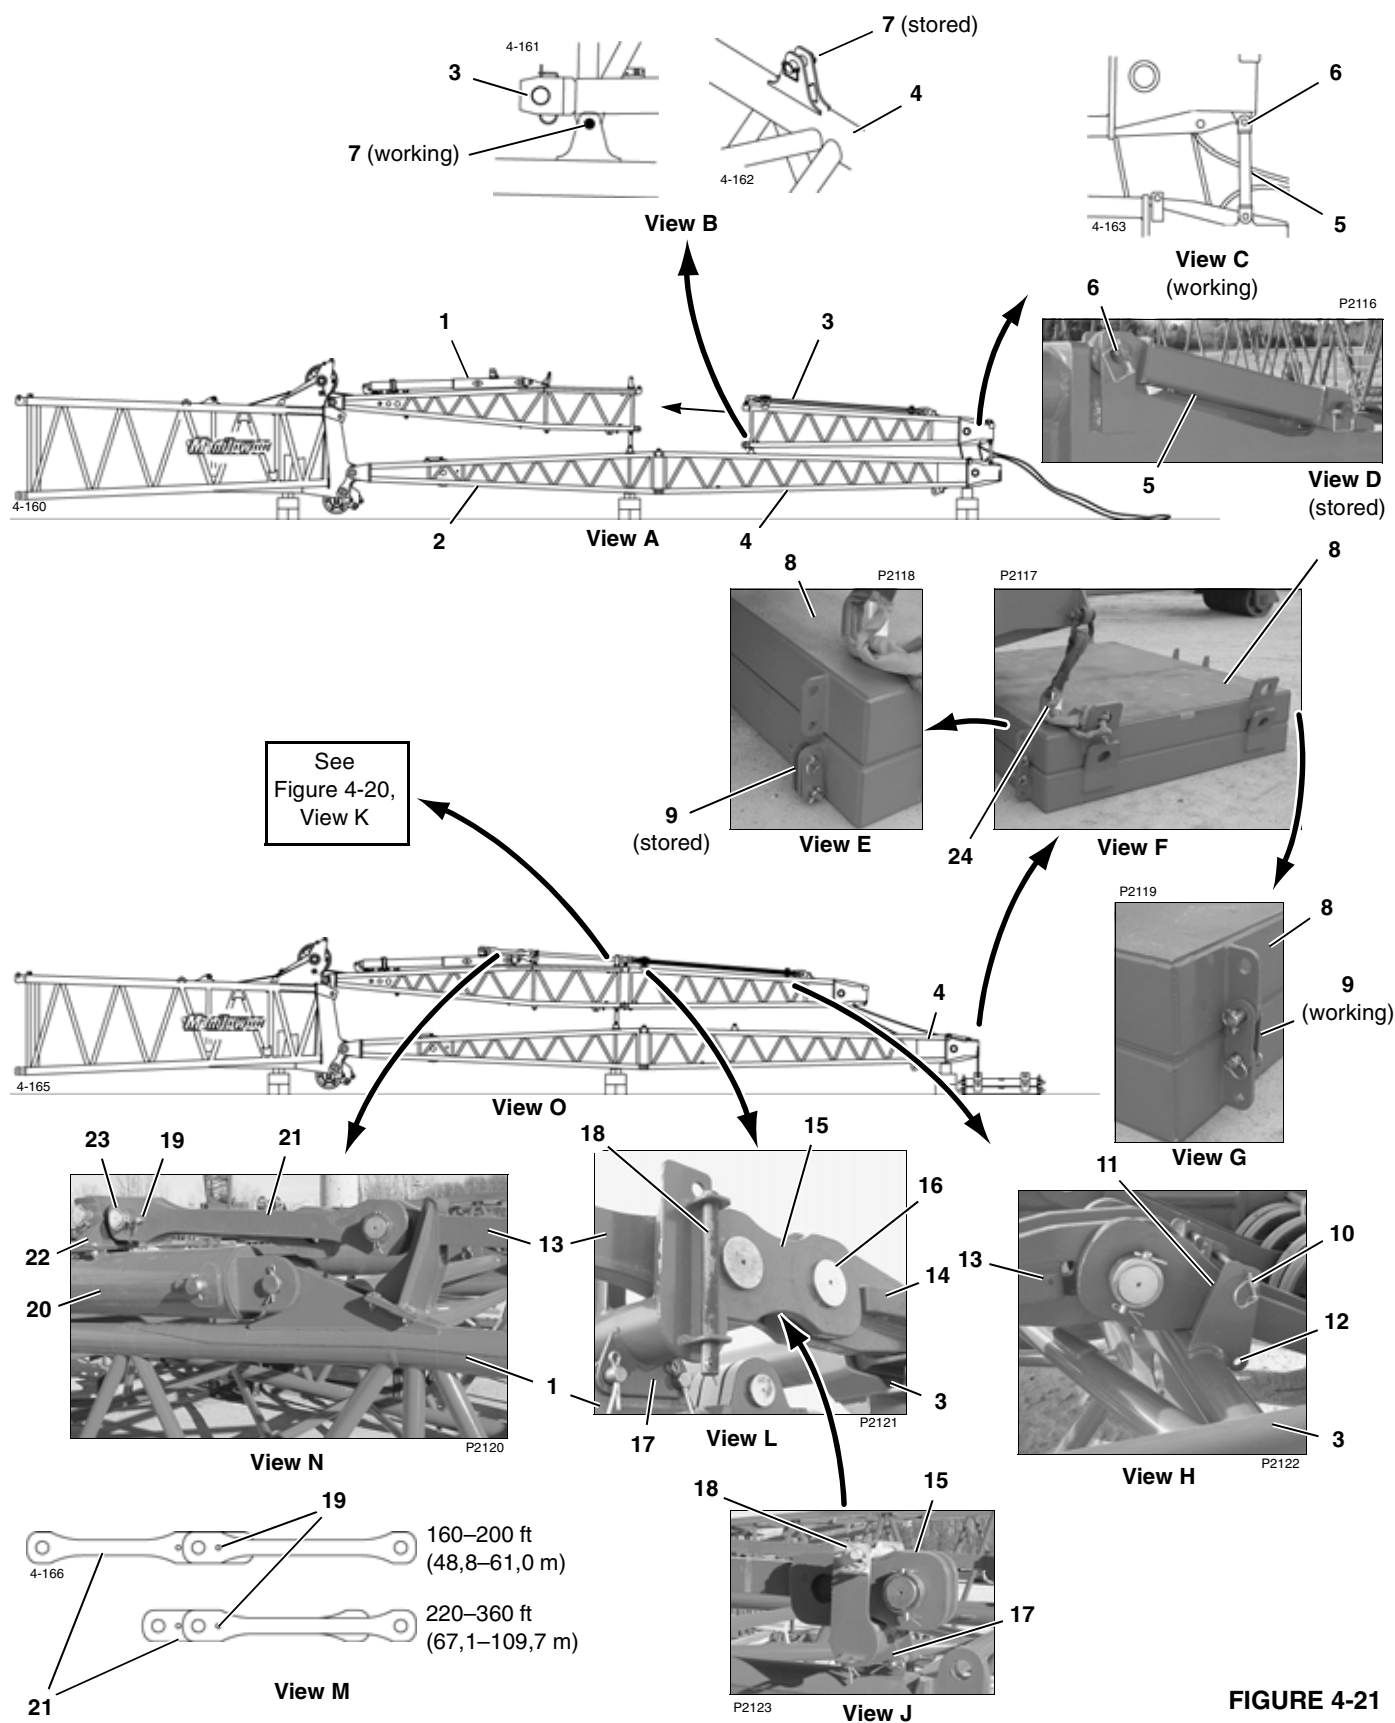 4-161
3
7 (working)
7 (stored)
4
4-162
View B
6
5
4-163
View C
(working)
P2116
6
5
View D
(stored)
1
3
Manitowoc
4-160
2
View A
4
8
P2118
9
(stored)
View E
P2117
8
24
View F
See
Figure 4-20,
View K
P2119
8
9
(working)
View G
4
Manitowoc
4-165
View O
23
19
21
22
20
13
1
P2120
View N
18
15
16
14
3
17
P2121
View L
11
10
13
12
3
P2122
View H
19
160–200 ft
(48,8–61,0 m)
4-166
220–360 ft
(67,1–109,7 m)
21
View M
18
15
17
P2123
View J
FIGURE 4-21